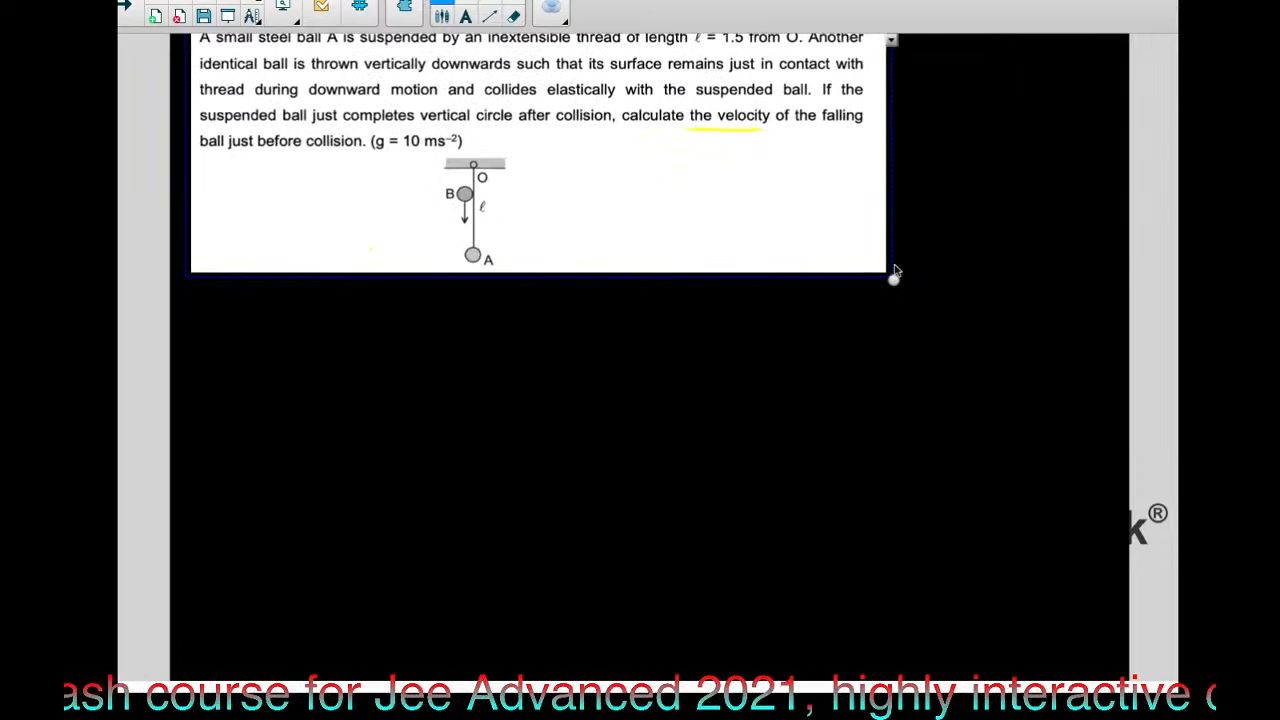 A small steel ball A is suspended by an inextensible thread of length ℓ = 1.5 from O. Another
identical ball is thrown vertically downwards such that its surface remains just in contact with
thread during downward motion and collides elastically with the suspended ball. If the
suspended ball just completes vertical circle after collision, calculate the velocity of the falling
ball just before collision. (g = 10 ms⁻²)
O
B
ℓ
A
k®
ash course for Jee Advanced 2021, highly interactive